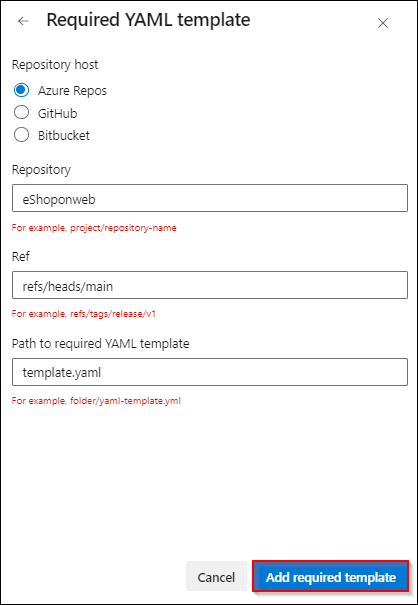 Required YAML template
Repository host
Azure Repos
GitHub
Bitbucket
Repository
eShoponweb
For example, project/repository-name
Ref
refs/heads/main
For example, refs/tags/release/v1
Path to required YAML template
template.yaml
For example, folder/yaml-template.yml
Cancel
Add required template